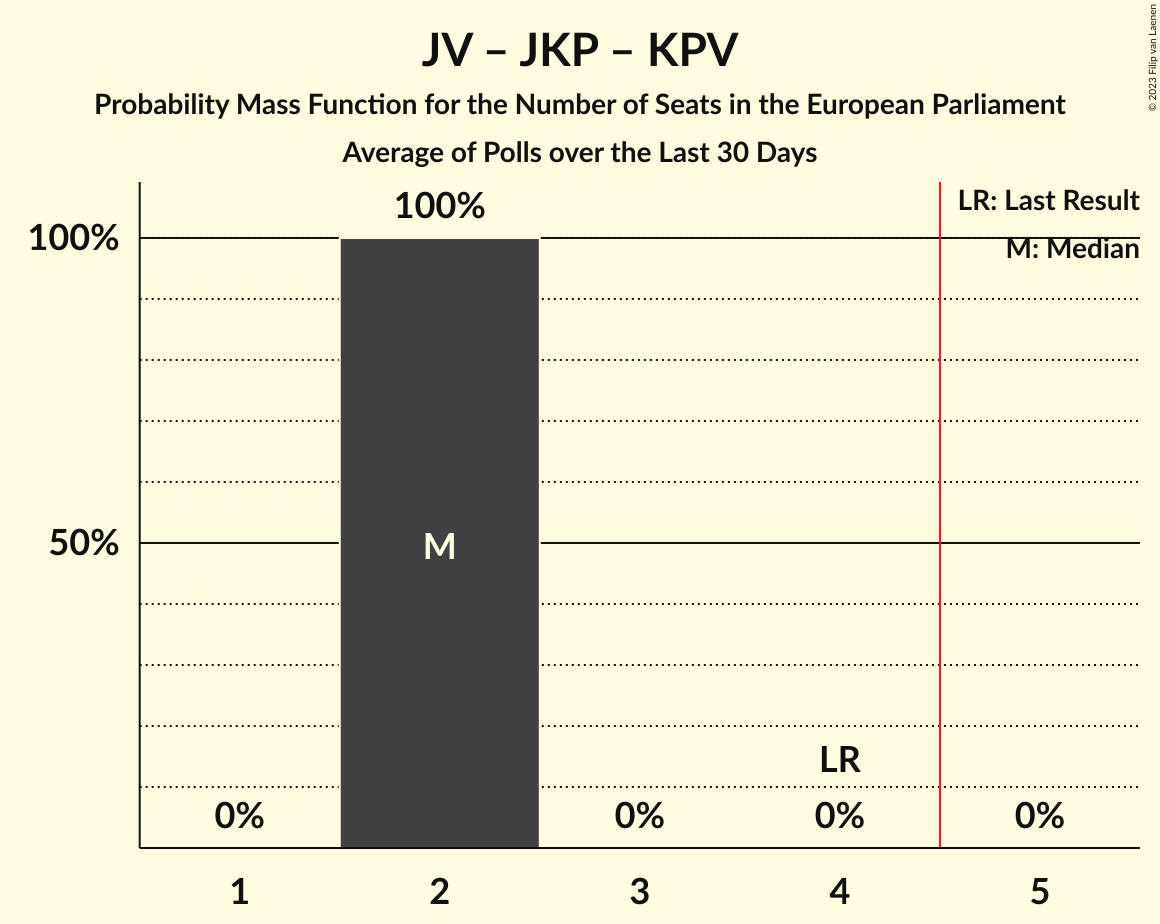 JV – JKP – KPV
Probability Mass Function for the Number of Seats in the European Parliament
Average of Polls over the Last 30 Days
© 2023 Filip van Laenen
LR: Last Result
M: Median
100%
100%
50%
M
LR
0%
0%
0%
0%
1
2
3
4
5